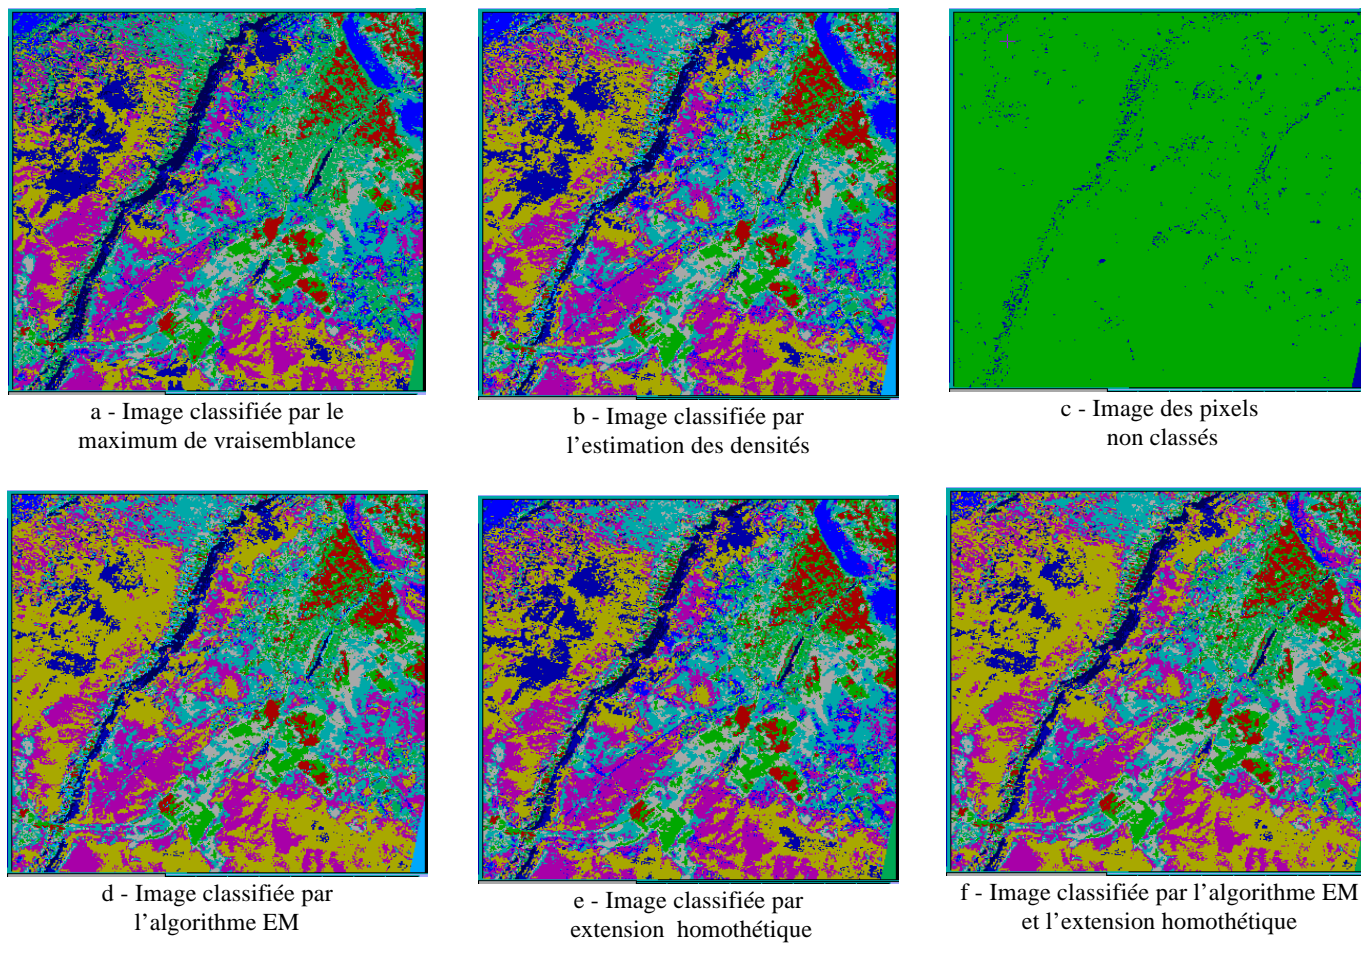 a - Image classifiée par le
maximum de vraisemblance
b - Image classifiée par
l'estimation des densités
c - Image des pixels
non classés
d - Image classifiée par
l'algorithme EM
e - Image classifiée par
extension homothétique
f - Image classifiée par l'algorithme EM
et l'extension homothétique